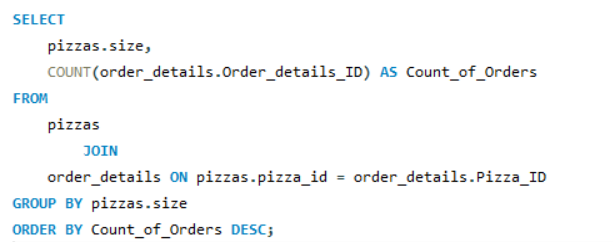 SELECT
pizzas.size,
COUNT(order_details.Order_details_ID) AS Count_of_Orders
FROM
pizzas
JOIN
order_details ON pizzas.pizza_id = order_details.Pizza_ID
GROUP BY pizzas.size
ORDER BY Count_of_Orders DESC;